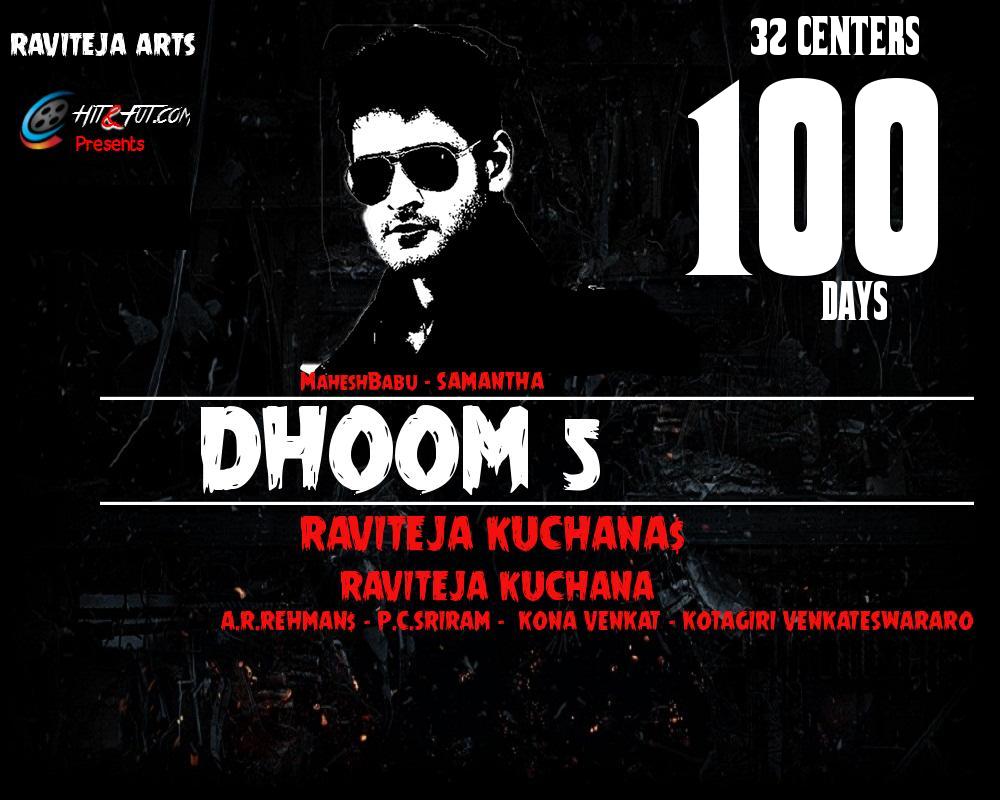 RAVITEJA ARTS
HIT&FUT.COM
Presents
32 CENTERS
100
DAYS
MAHESHBABU - SAMANTHA
DHOOM 5
RAVITEJA KUCHANA$
RAVITEJA KUCHANA
A.R.REHMAN$ - P.C.SRIRAM - KONA VENKAT - KOTAGIRI VENKATESWARARO